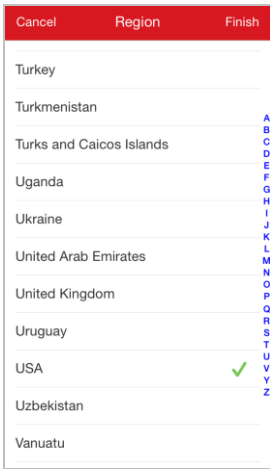 Cancel Region Finish
Turkey
Turkmenistan
Turks and Caicos Islands
Uganda
Ukraine
United Arab Emirates
United Kingdom
Uruguay
USA
Uzbekistan
Vanuatu
A
B
C
D
E
F
G
H
I
J
K
L
M
N
O
P
Q
R
S
T
U
V
Y
Z